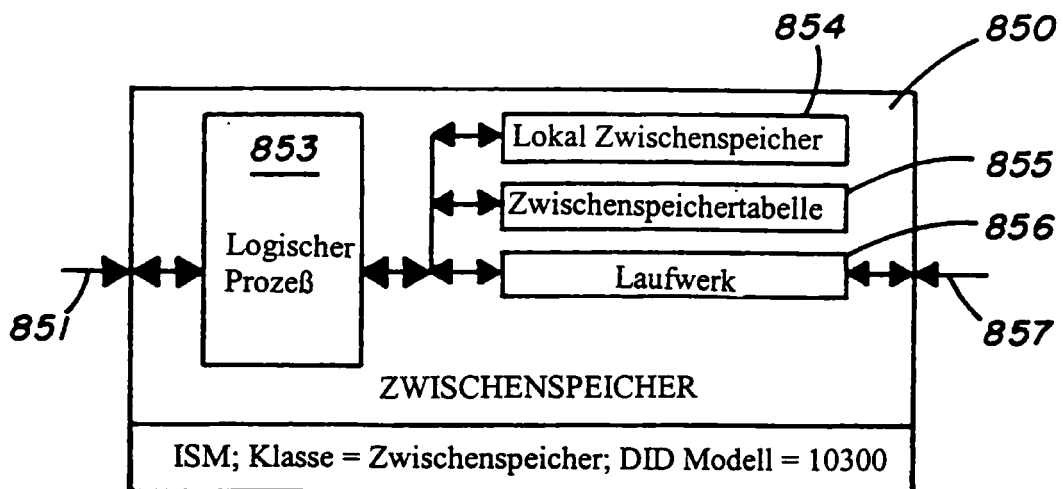 854
850
853
Lokal Zwischenspeicher
855
Zwischenspeichertabelle
856
Logischer
Prozeß
Laufwerk
851
857
ZWISCHENSPEICHER
ISM; Klasse = Zwischenspeicher; DID Modell = 10300